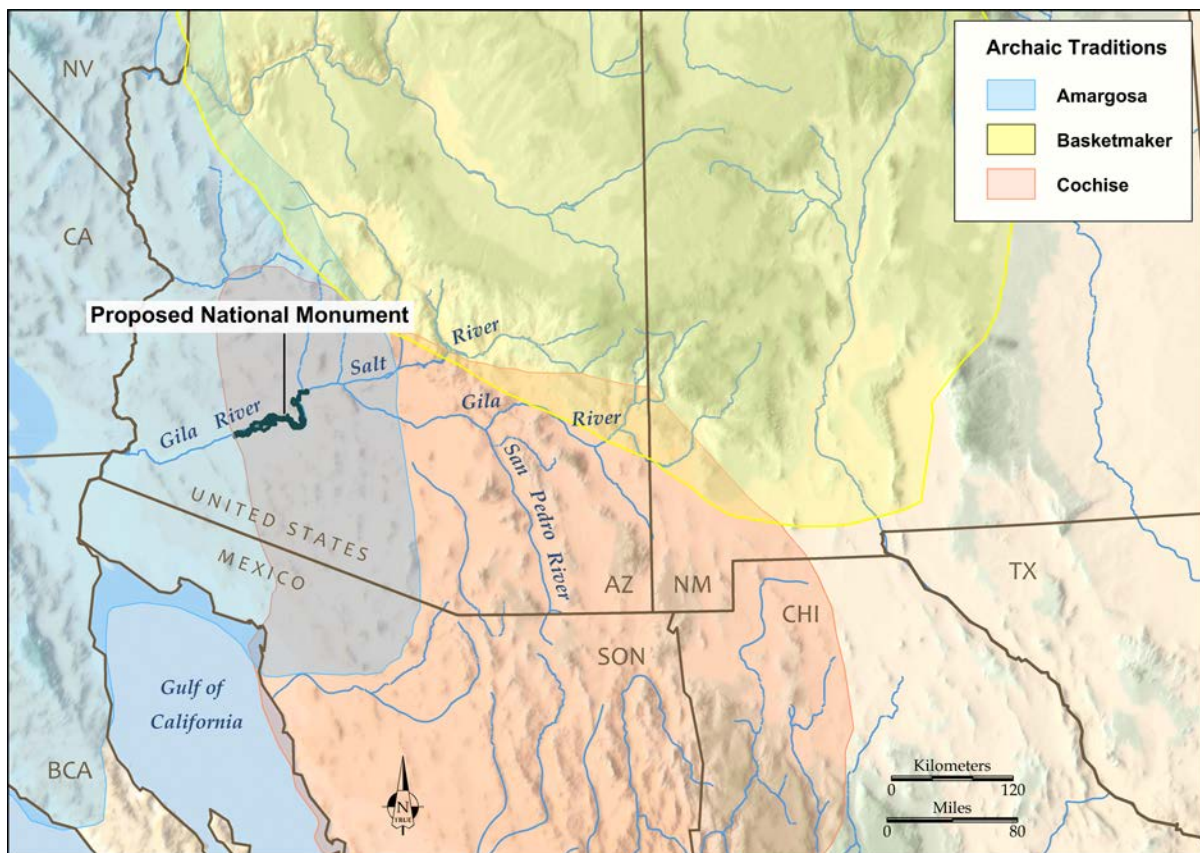 NV
Archaic Traditions
Amargosa
Basketmaker
Cochise
CA
Proposed National Monument
Salt River
Gila River
Gila River
San Pedro River
UNITED STATES
MEXICO
AZ
NM
TX
CHI
SON
Gulf of
California
BCA
N
TRUE
Kilometers
0 120
Miles
0 80